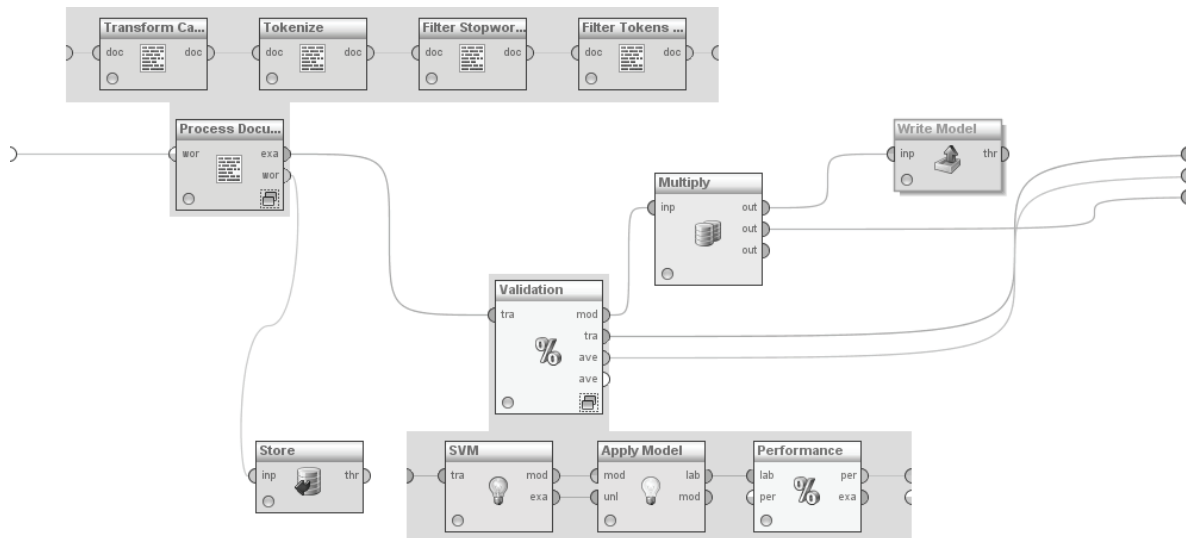 Transform Ca... Tokenize Filter Stopwor... Filter Tokens ...
doc doc doc doc doc doc doc doc
Process Docu... Write Model
wor exa inp thr
wor
Multiply
inp out
out
out
Validation
tra mod
tra
ave
ave
Store SVM Apply Model Performance
inp thr tra mod mod lab lab per
exa unl mod per exa